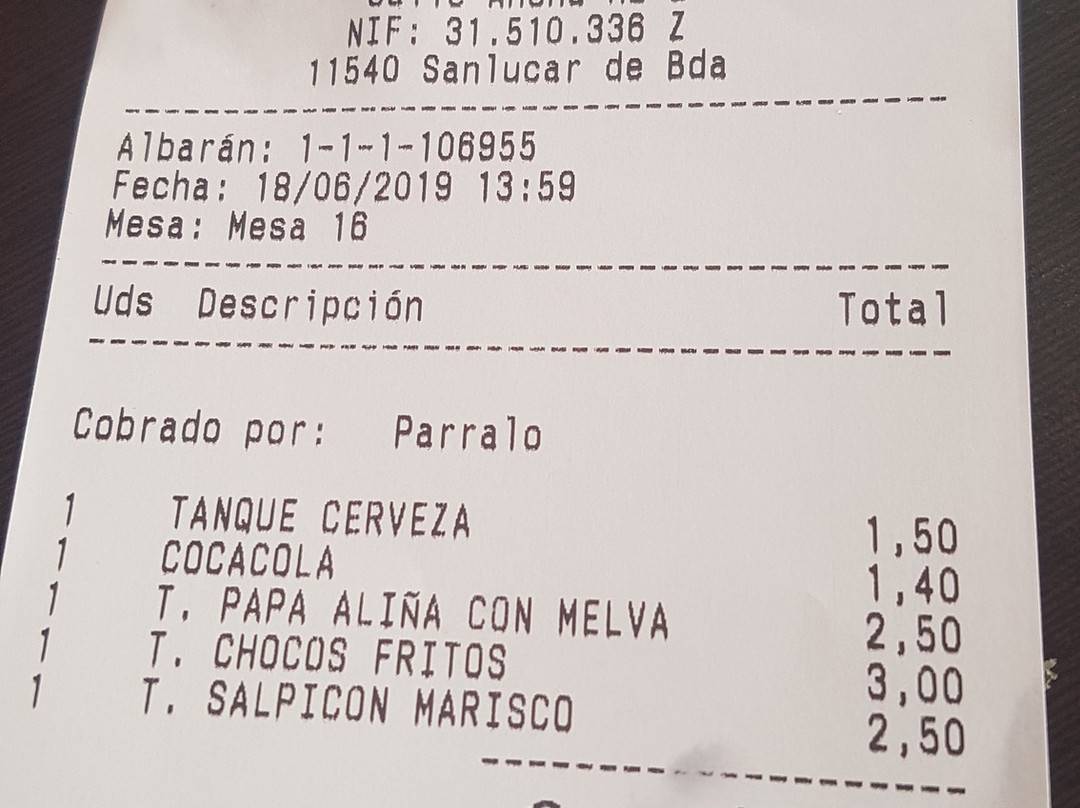 NIF: 31.510.336 Z
11540 Sanlucar de Bda
Albarán: 1-1-1-106955
Fecha: 18/06/2019 13:59
Mesa: Mesa 16
Uds Descripción Total
Cobrado por: Parralo
1 TANQUE CERVEZA 1,50
1 COCACOLA 1,40
1 T. PAPA ALIÑA CON MELVA 2,50
1 T. CHOCOS FRITOS 3,00
1 T. SALPICON MARISCO 2,50